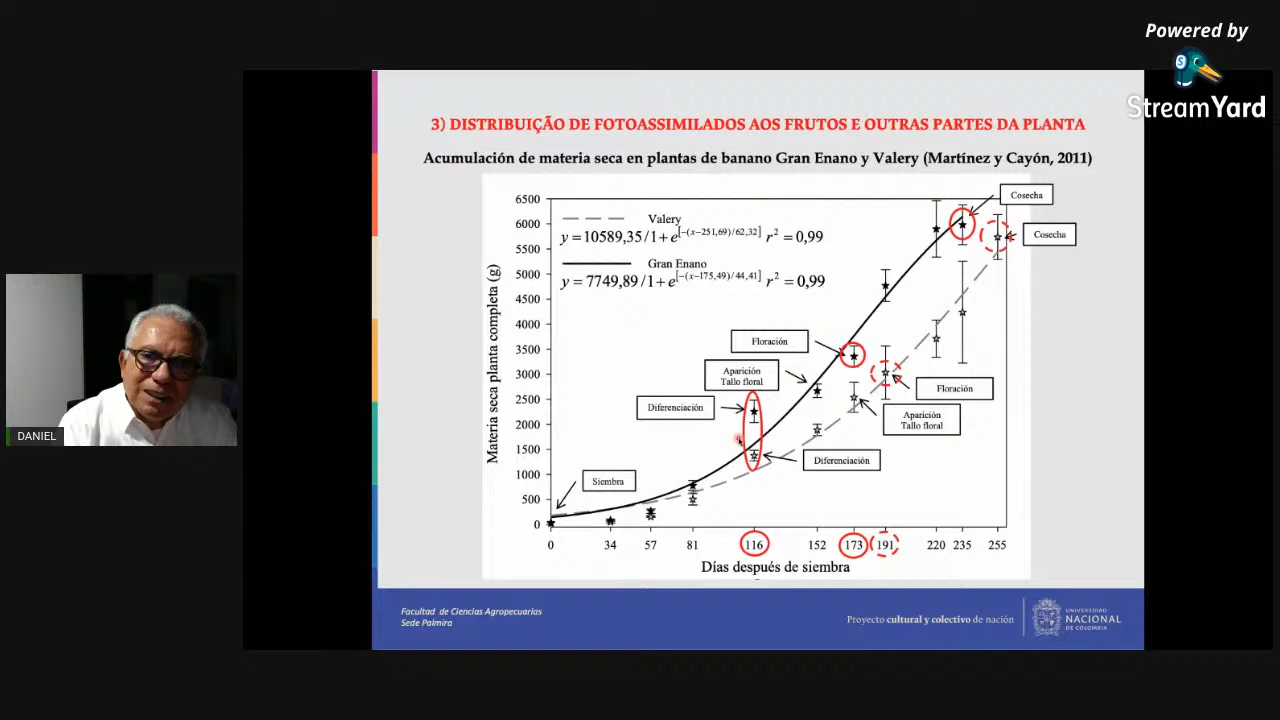 Powered by
StreamYard
3) DISTRIBUIÇÃO DE FOTOASSIMILADOS AOS FRUTOS E OUTRAS PARTES DA PLANTA
Acumulación de materia seca en plantas de banano Gran Enano y Valery (Martínez y Cayón, 2011)
Materia seca planta completa (g)
6500
6000
5500
5000
4500
4000
3500
3000
2500
2000
1500
1000
500
0
Valery
y = 10589,35/1+e[-(x-251,69)/62,32] r² = 0,99
Gran Enano
y = 7749,89/1+e[-(x-175,49)/44,41] r² = 0,99
Cosecha
Cosecha
Floración
Aparición
Tallo floral
Floración
Diferenciación
Aparición
Tallo floral
Diferenciación
Siembra
0 34 57 81 116 152 173 191 220 235 255
Días después de siembra
DANIEL
Facultad de Ciencias Agropecuarias
Sede Palmira
Proyecto cultural y colectivo de nación
UNIVERSIDAD
NACIONAL
DE COLOMBIA